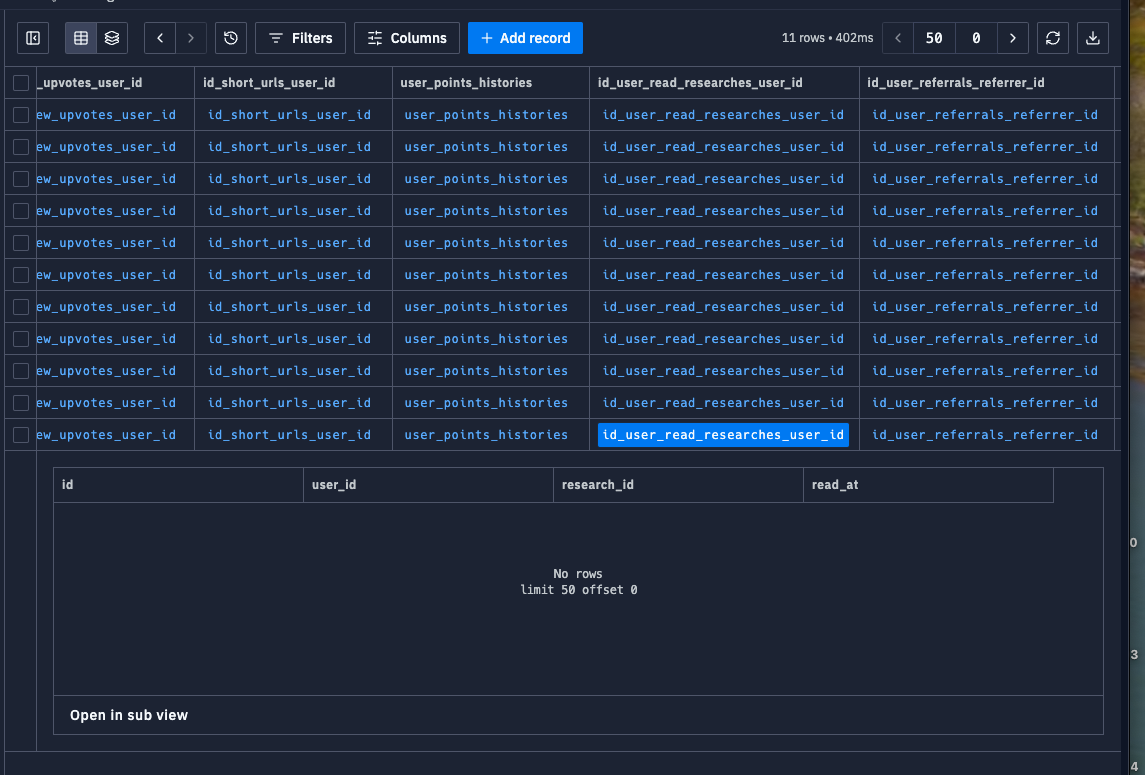 Filters Columns + Add record 11 rows • 402ms 50 0
_upvotes_user_id id_short_urls_user_id user_points_histories id_user_read_researches_user_id id_user_referrals_referrer_id
ew_upvotes_user_id id_short_urls_user_id user_points_histories id_user_read_researches_user_id id_user_referrals_referrer_id
ew_upvotes_user_id id_short_urls_user_id user_points_histories id_user_read_researches_user_id id_user_referrals_referrer_id
ew_upvotes_user_id id_short_urls_user_id user_points_histories id_user_read_researches_user_id id_user_referrals_referrer_id
ew_upvotes_user_id id_short_urls_user_id user_points_histories id_user_read_researches_user_id id_user_referrals_referrer_id
ew_upvotes_user_id id_short_urls_user_id user_points_histories id_user_read_researches_user_id id_user_referrals_referrer_id
ew_upvotes_user_id id_short_urls_user_id user_points_histories id_user_read_researches_user_id id_user_referrals_referrer_id
ew_upvotes_user_id id_short_urls_user_id user_points_histories id_user_read_researches_user_id id_user_referrals_referrer_id
ew_upvotes_user_id id_short_urls_user_id user_points_histories id_user_read_researches_user_id id_user_referrals_referrer_id
ew_upvotes_user_id id_short_urls_user_id user_points_histories id_user_read_researches_user_id id_user_referrals_referrer_id
ew_upvotes_user_id id_short_urls_user_id user_points_histories id_user_read_researches_user_id id_user_referrals_referrer_id
ew_upvotes_user_id id_short_urls_user_id user_points_histories id_user_read_researches_user_id id_user_referrals_referrer_id
id user_id research_id read_at
0
No rows
limit 50 offset 0
3
Open in sub view
4